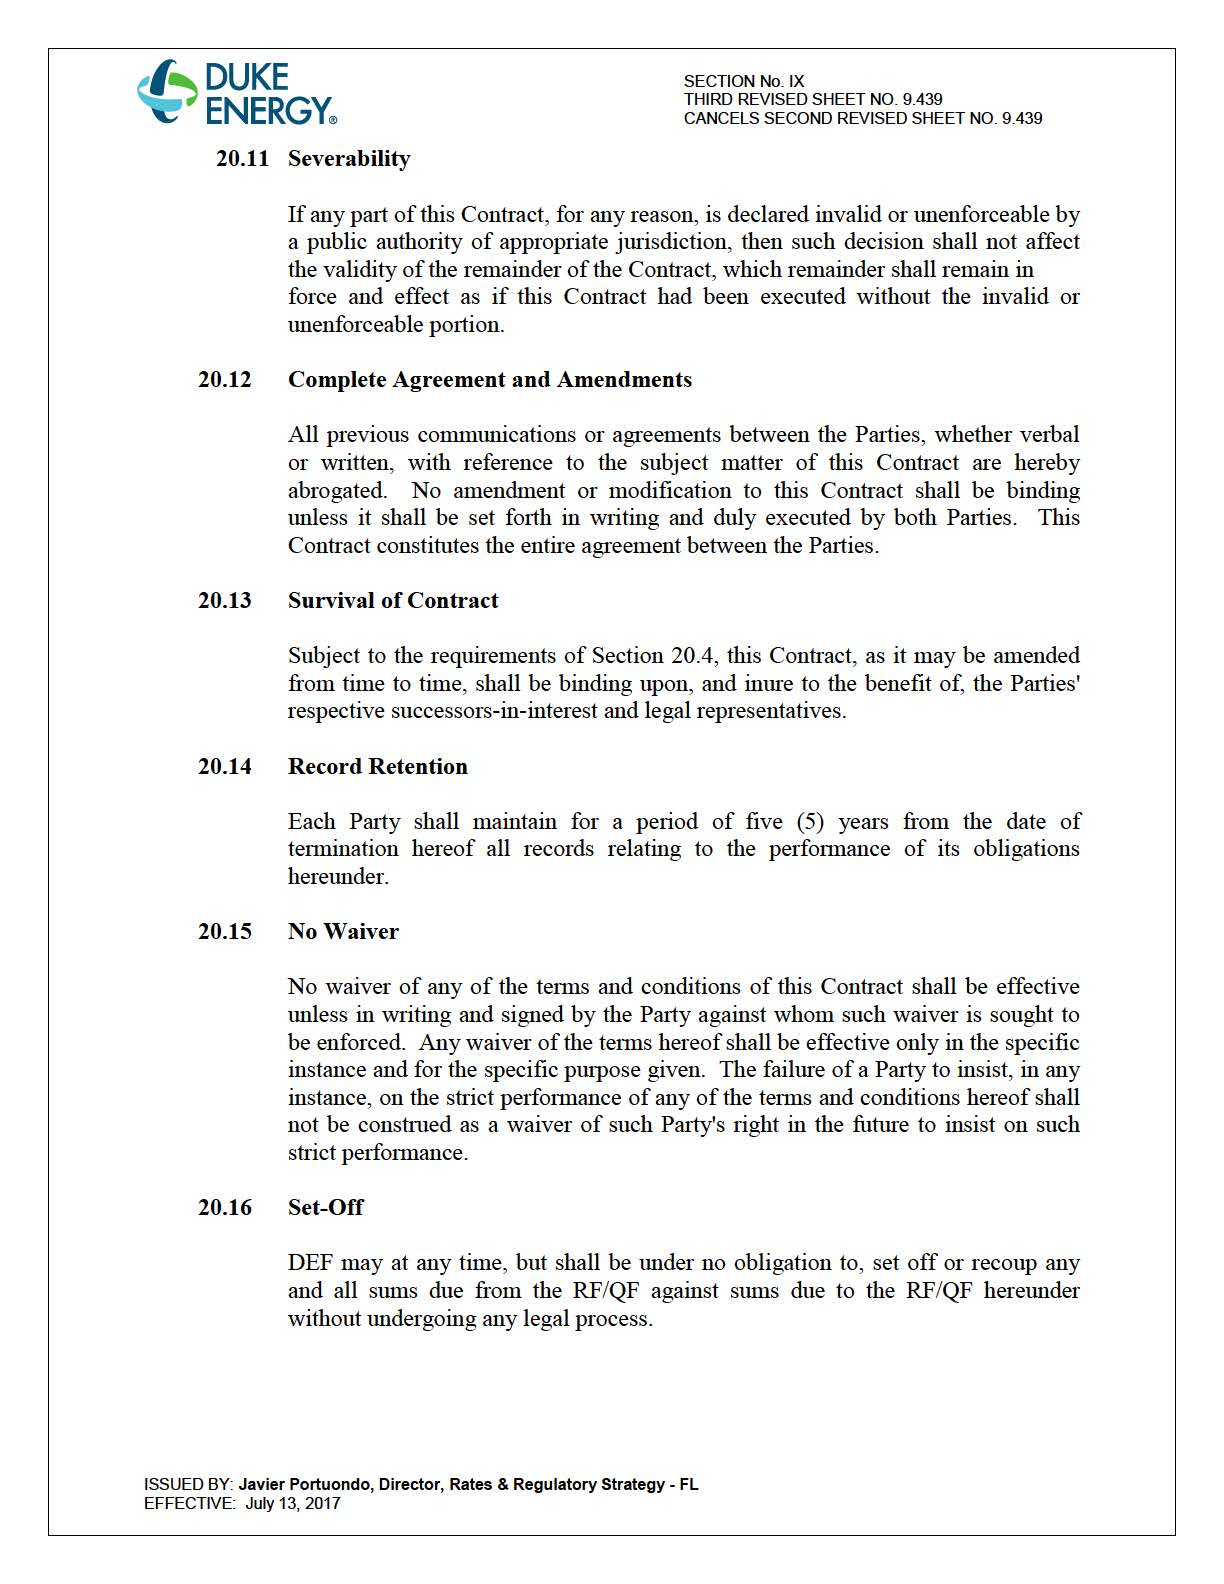 DUKE
ENERGY®
SECTION No. IX
THIRD REVISED SHEET NO. 9.439
CANCELS SECOND REVISED SHEET NO. 9.439
20.11 Severability
If any part of this Contract, for any reason, is declared invalid or unenforceable by
a public authority of appropriate jurisdiction, then such decision shall not affect
the validity of the remainder of the Contract, which remainder shall remain in
force and effect as if this Contract had been executed without the invalid or
unenforceable portion.
20.12 Complete Agreement and Amendments
All previous communications or agreements between the Parties, whether verbal
or written, with reference to the subject matter of this Contract are hereby
abrogated. No amendment or modification to this Contract shall be binding
unless it shall be set forth in writing and duly executed by both Parties. This
Contract constitutes the entire agreement between the Parties.
20.13 Survival of Contract
Subject to the requirements of Section 20.4, this Contract, as it may be amended
from time to time, shall be binding upon, and inure to the benefit of, the Parties'
respective successors-in-interest and legal representatives.
20.14 Record Retention
Each Party shall maintain for a period of five (5) years from the date of
termination hereof all records relating to the performance of its obligations
hereunder.
20.15 No Waiver
No waiver of any of the terms and conditions of this Contract shall be effective
unless in writing and signed by the Party against whom such waiver is sought to
be enforced. Any waiver of the terms hereof shall be effective only in the specific
instance and for the specific purpose given. The failure of a Party to insist, in any
instance, on the strict performance of any of the terms and conditions hereof shall
not be construed as a waiver of such Party's right in the future to insist on such
strict performance.
20.16 Set-Off
DEF may at any time, but shall be under no obligation to, set off or recoup any
and all sums due from the RF/QF against sums due to the RF/QF hereunder
without undergoing any legal process.
ISSUED BY: Javier Portuondo, Director, Rates & Regulatory Strategy - FL
EFFECTIVE: July 13, 2017